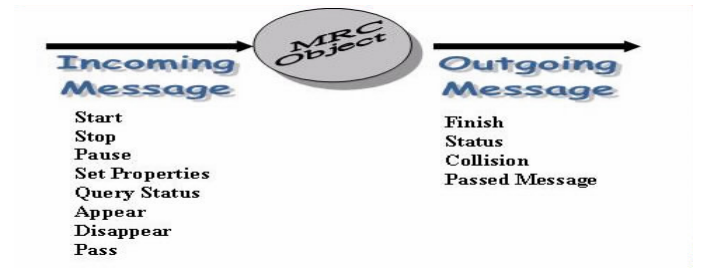 MRC
Object
Incoming
Message
Start
Stop
Pause
Set Properties
Query Status
Appear
Disappear
Pass
Outgoing
Message
Finish
Status
Collision
Passed Message